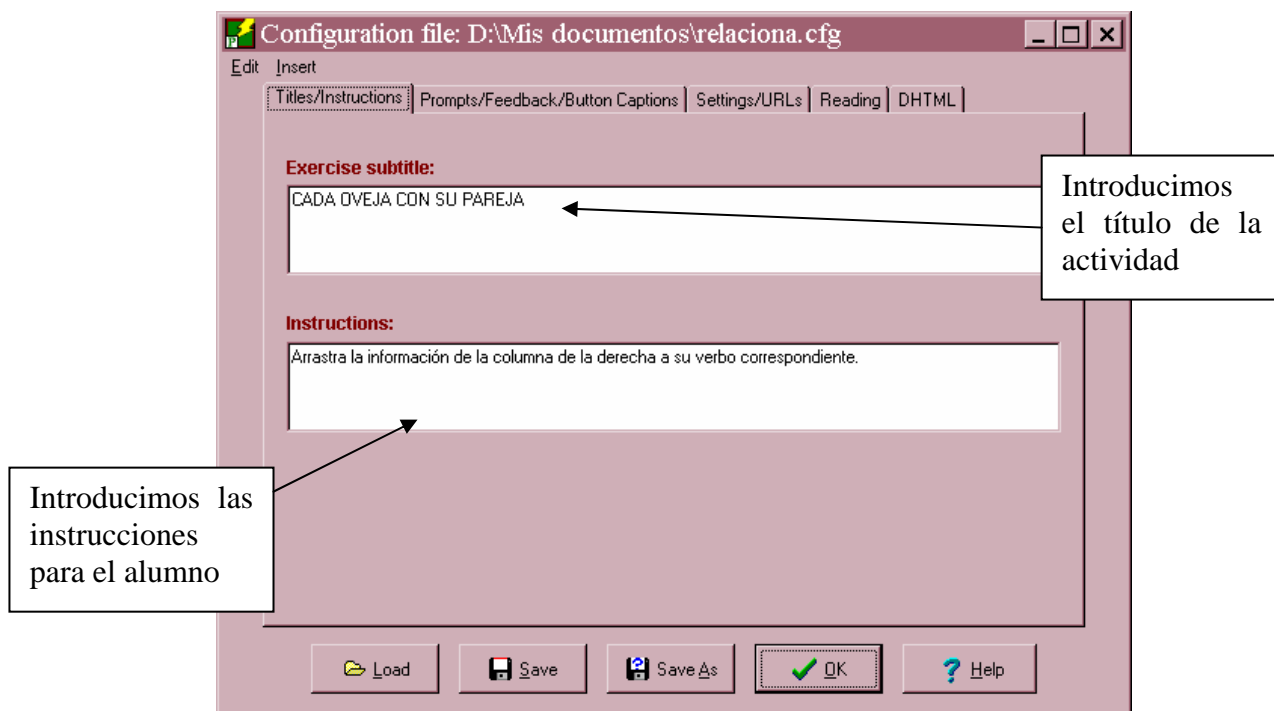 Configuration file: D:\Mis documentos\relaciona.cfg
Edit Insert
Titles/Instructions Prompts/Feedback/Button Captions Settings/URLs Reading DHTML
Exercise subtitle:
CADA OVEJA CON SU PAREJA
Introducimos
el título de la
actividad
Instructions:
Arrastra la información de la columna de la derecha a su verbo correspondiente.
Introducimos las
instrucciones
para el alumno
Load Save Save As OK Help